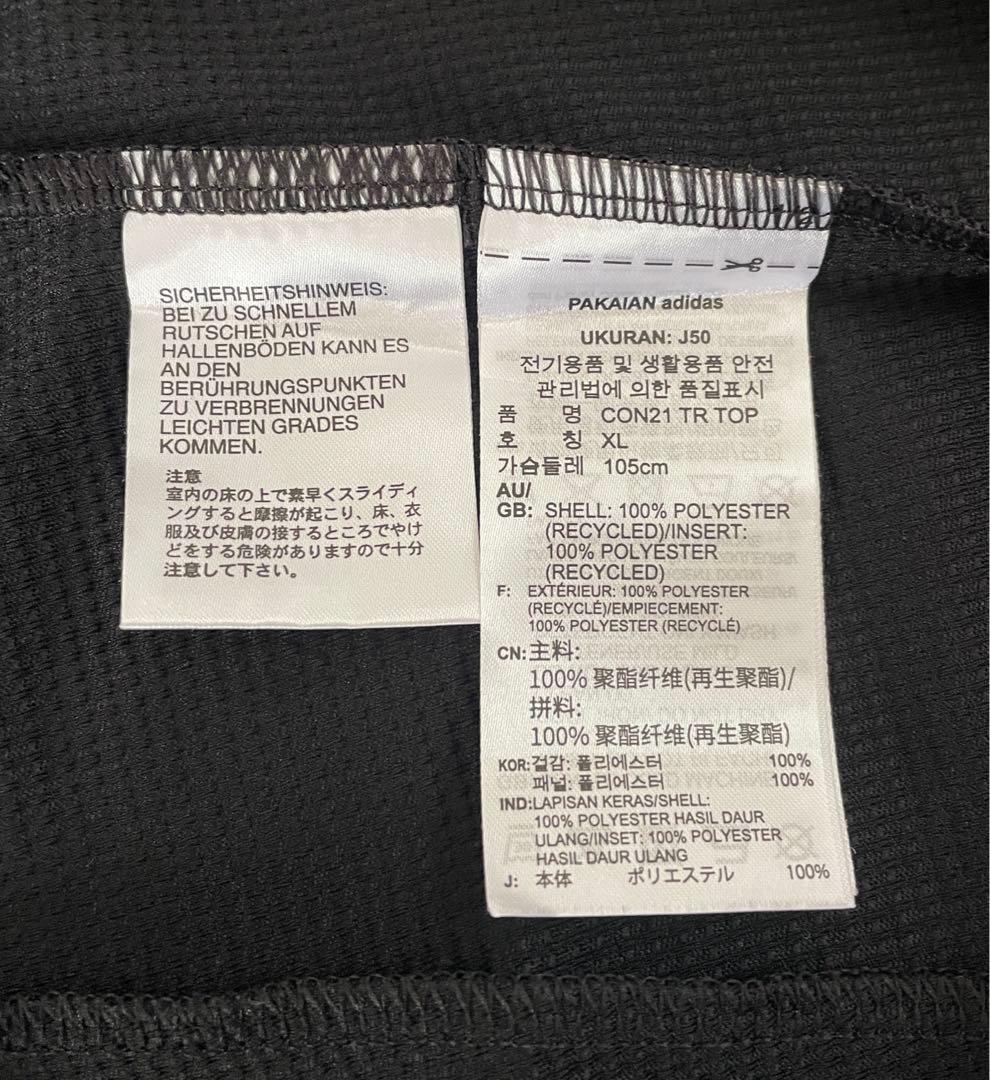 SICHERHEITSHINWEIS:
BEI ZU SCHNELLEM
RUTSCHEN AUF
HALLENBÖDEN KANN ES
AN DEN
BERÜHRUNGSPUNKTEN
ZU VERBRENNUNGEN
LEICHTEN GRADES
KOMMEN.
注意
室内の床の上で素早くスライディ
ングすると摩擦が起こり、床、衣
服及び皮膚の接するところでやけ
どをする危険がありますので十分
注意して下さい。
PAKAIAN adidas
UKURAN: J50
전기용품 및 생활용품 안전
관리법에 의한 품질표시
품 명 CON21 TR TOP
호 칭 XL
가슴둘레 105cm
AU/
GB: SHELL: 100% POLYESTER
(RECYCLED)/INSERT:
100% POLYESTER
(RECYCLED)
F: EXTÉRIEUR: 100% POLYESTER
(RECYCLÉ)/EMPIECEMENT:
100% POLYESTER (RECYCLÉ)
CN: 主料:
100% 聚酯纤维(再生聚酯)/
拼料:
100% 聚酯纤维(再生聚酯)
KOR: 겉감: 폴리에스터 100%
패널: 폴리에스터 100%
IND: LAPISAN KERAS/SHELL:
100% POLYESTER HASIL DAUR
ULANG/INSET: 100% POLYESTER
HASIL DAUR ULANG
J: 本体 ポリエステル 100%